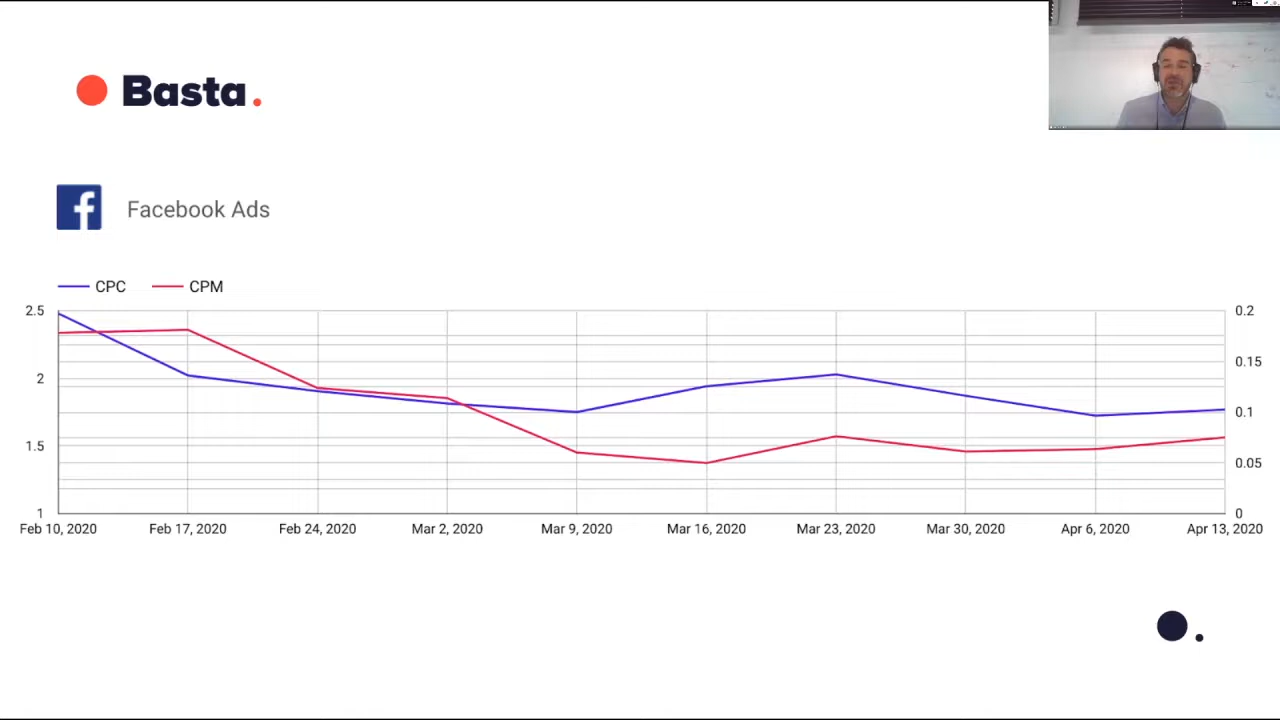 Basta.
Facebook Ads
CPC CPM
2.5 0.2
0.15
2
0.1
1.5
0.05
1 0
Feb 10, 2020 Feb 17, 2020 Feb 24, 2020 Mar 2, 2020 Mar 9, 2020 Mar 16, 2020 Mar 23, 2020 Mar 30, 2020 Apr 6, 2020 Apr 13, 2020